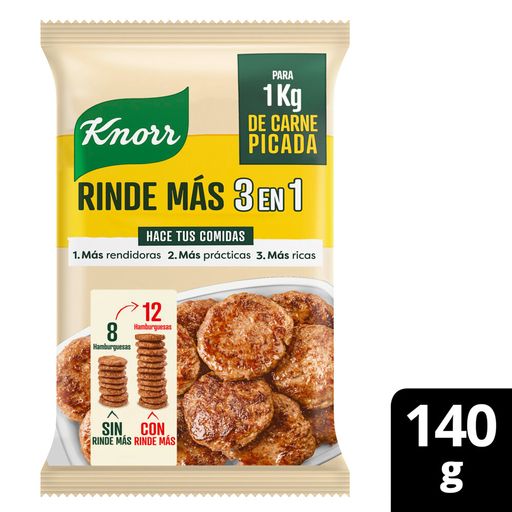 PARA
1 Kg
DE CARNE
PICADA
Knorr
RINDE MÁS 3 EN 1
HACE TUS COMIDAS
1. Más rendidoras 2. Más prácticas 3. Más ricas
12
Hamburguesas
8
Hamburguesas
SIN
RINDE MÁS
CON
RINDE MÁS
140
g